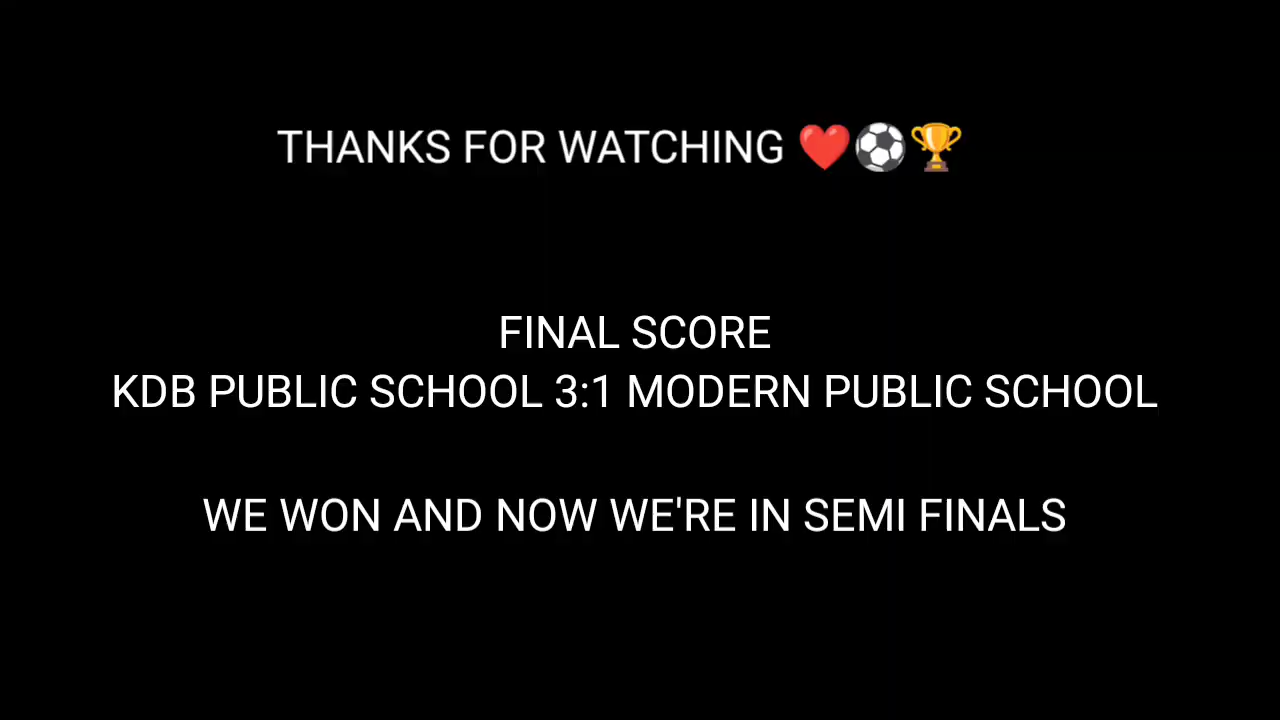 THANKS FOR WATCHING ❤️⚽🏆
FINAL SCORE
KDB PUBLIC SCHOOL 3:1 MODERN PUBLIC SCHOOL
WE WON AND NOW WE'RE IN SEMI FINALS